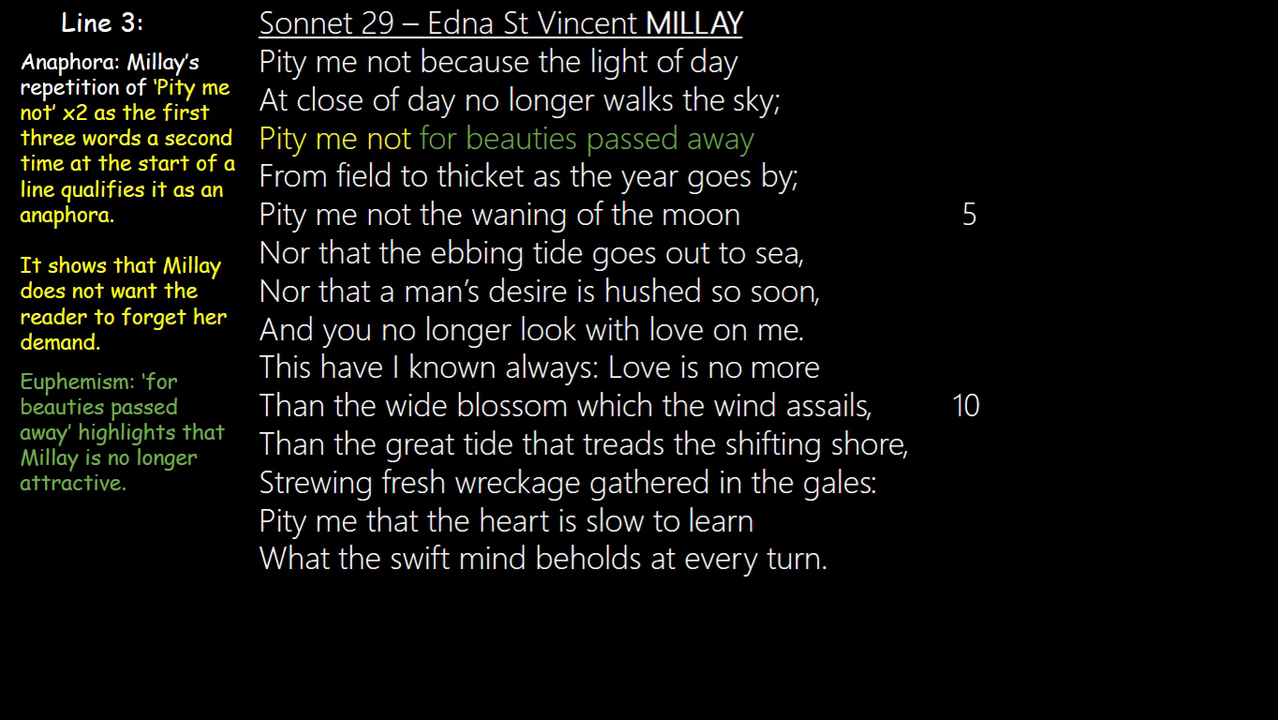 Line 3:
Anaphora: Millay's
repetition of 'Pity me
not' x2 as the first
three words a second
time at the start of a
line qualifies it as an
anaphora.
It shows that Millay
does not want the
reader to forget her
demand.
Euphemism: 'for
beauties passed
away' highlights that
Millay is no longer
attractive.
Sonnet 29 – Edna St Vincent MILLAY
Pity me not because the light of day
At close of day no longer walks the sky;
Pity me not for beauties passed away
From field to thicket as the year goes by;
Pity me not the waning of the moon 5
Nor that the ebbing tide goes out to sea,
Nor that a man's desire is hushed so soon,
And you no longer look with love on me.
This have I known always: Love is no more
Than the wide blossom which the wind assails, 10
Than the great tide that treads the shifting shore,
Strewing fresh wreckage gathered in the gales:
Pity me that the heart is slow to learn
What the swift mind beholds at every turn.